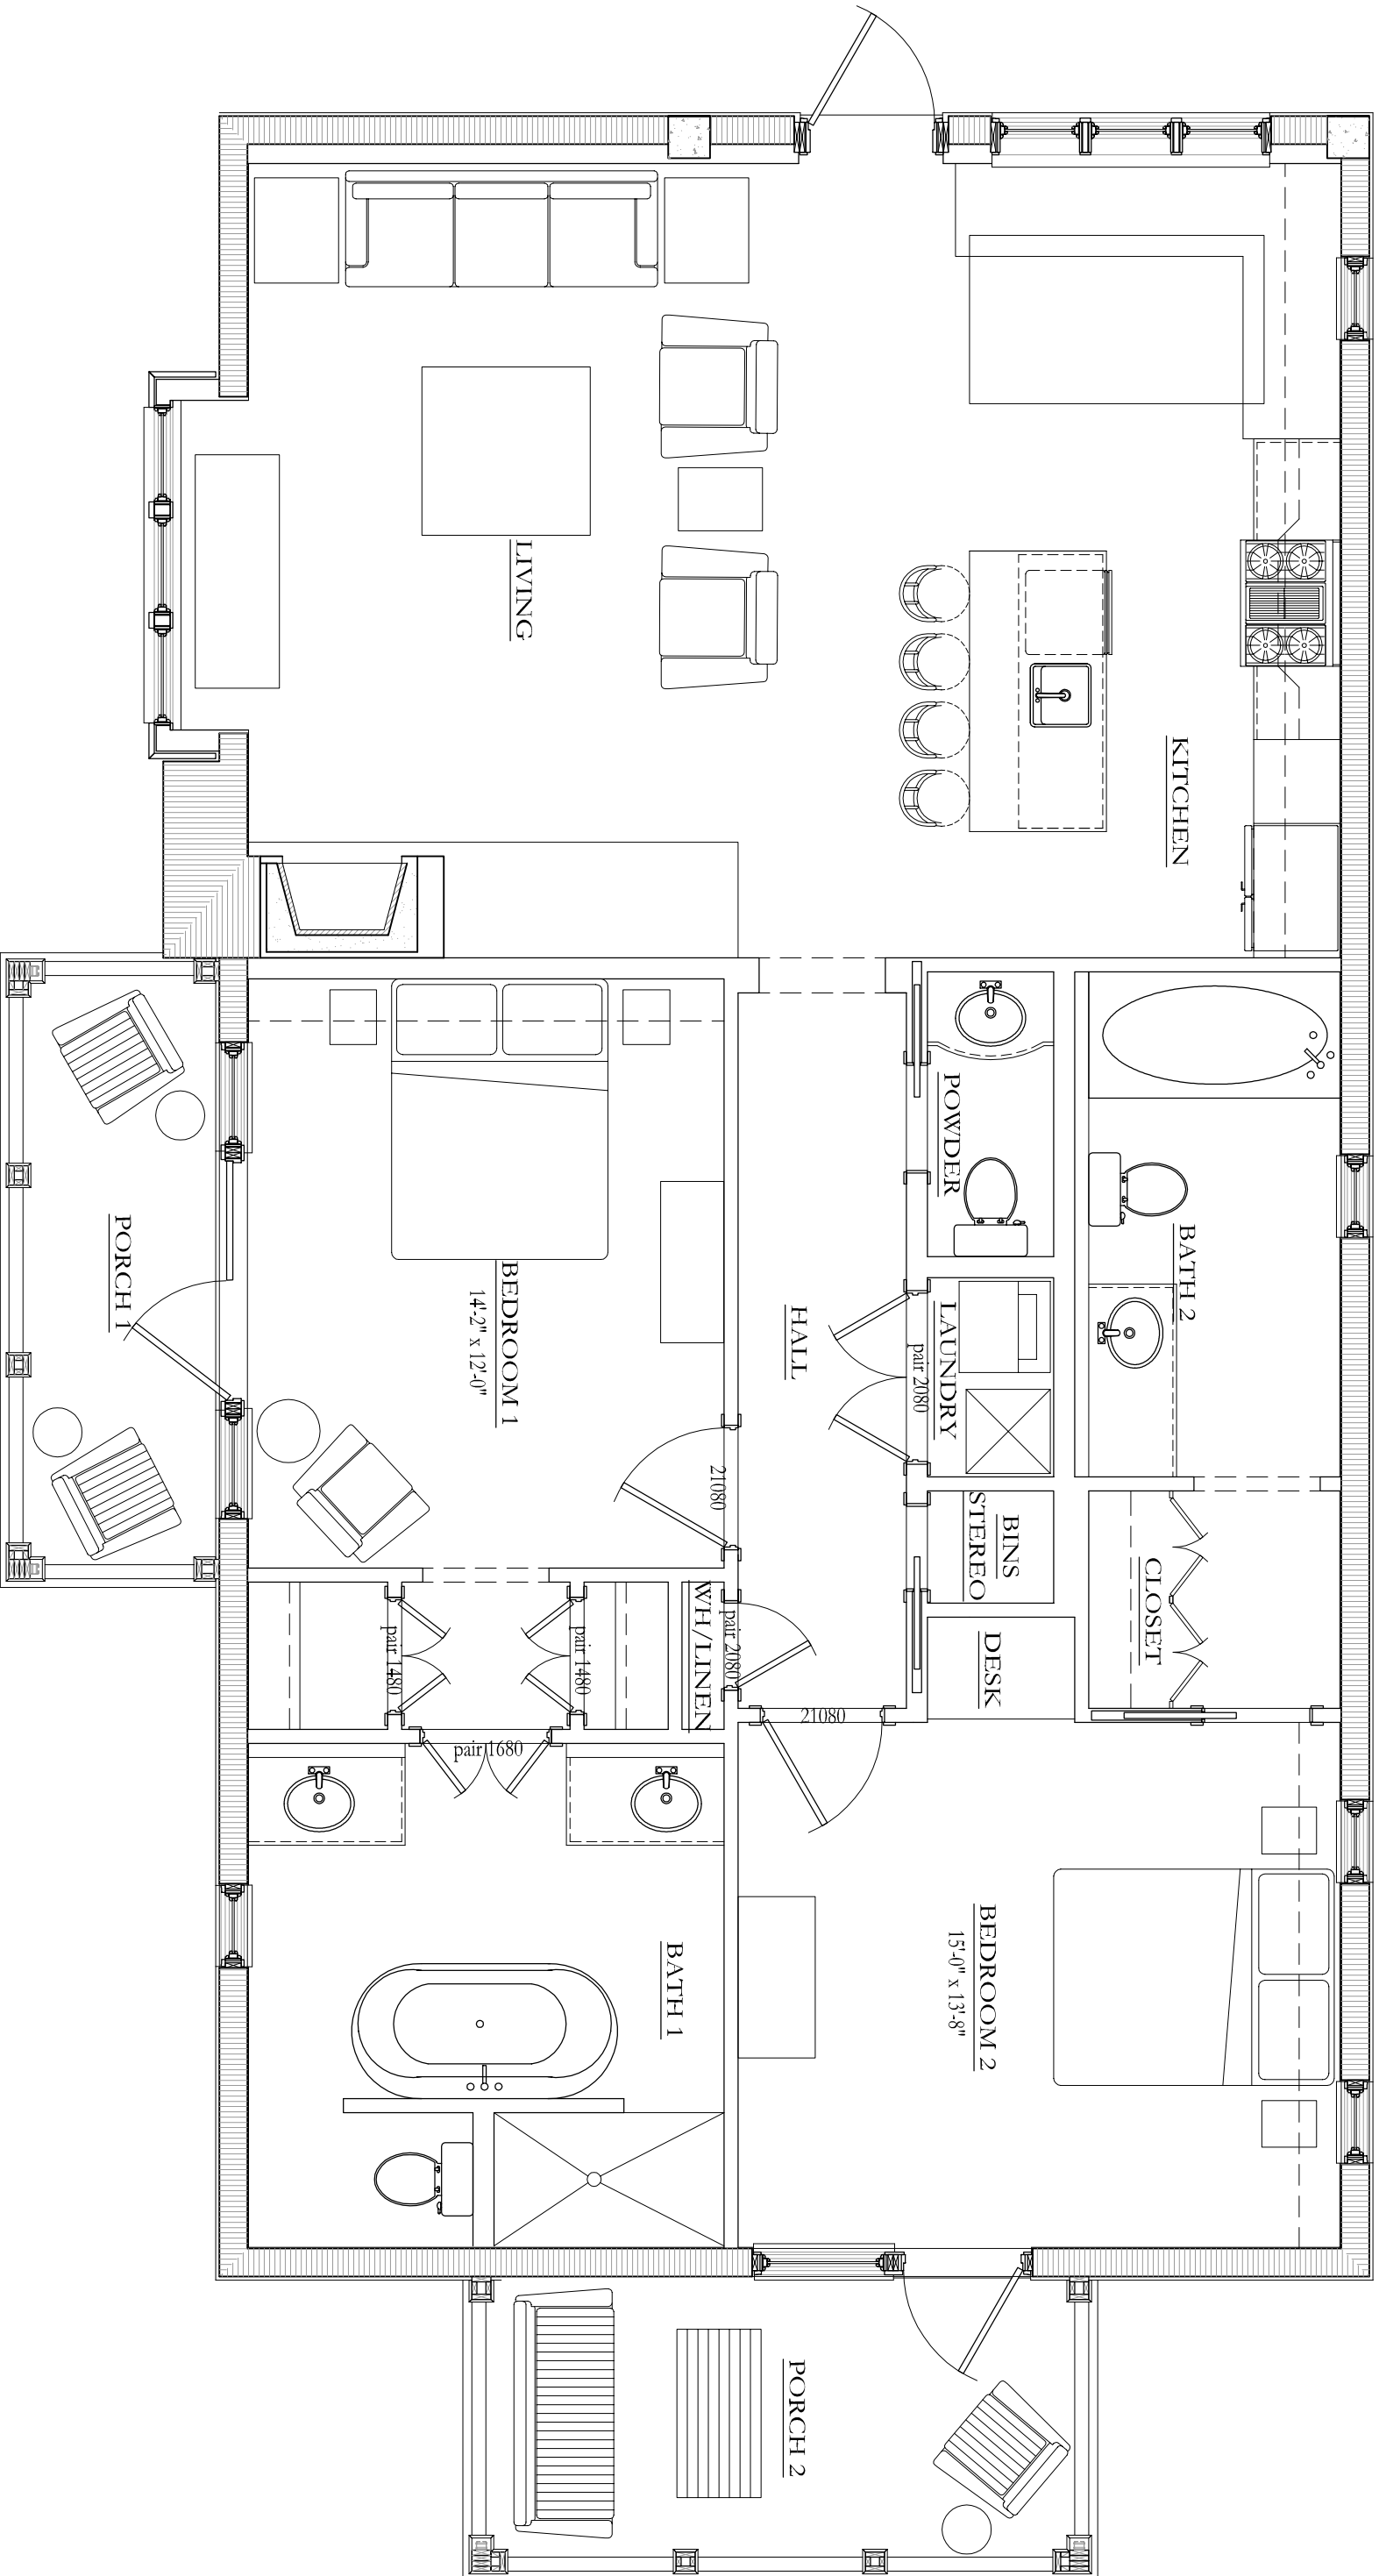 KITCHEN
LIVING
BATH 2
POWDER
LAUNDRY
pair 2080
HALL
BEDROOM 1
14'-2" x 12'-0"
PORCH 1
21080
CLOSET
BINS
STEREO
DESK
WH/LINEN
pair 2080
pair 1480
pair 1480
21080
pair 1680
BEDROOM 2
15'-0" x 13'-8"
BATH 1
PORCH 2